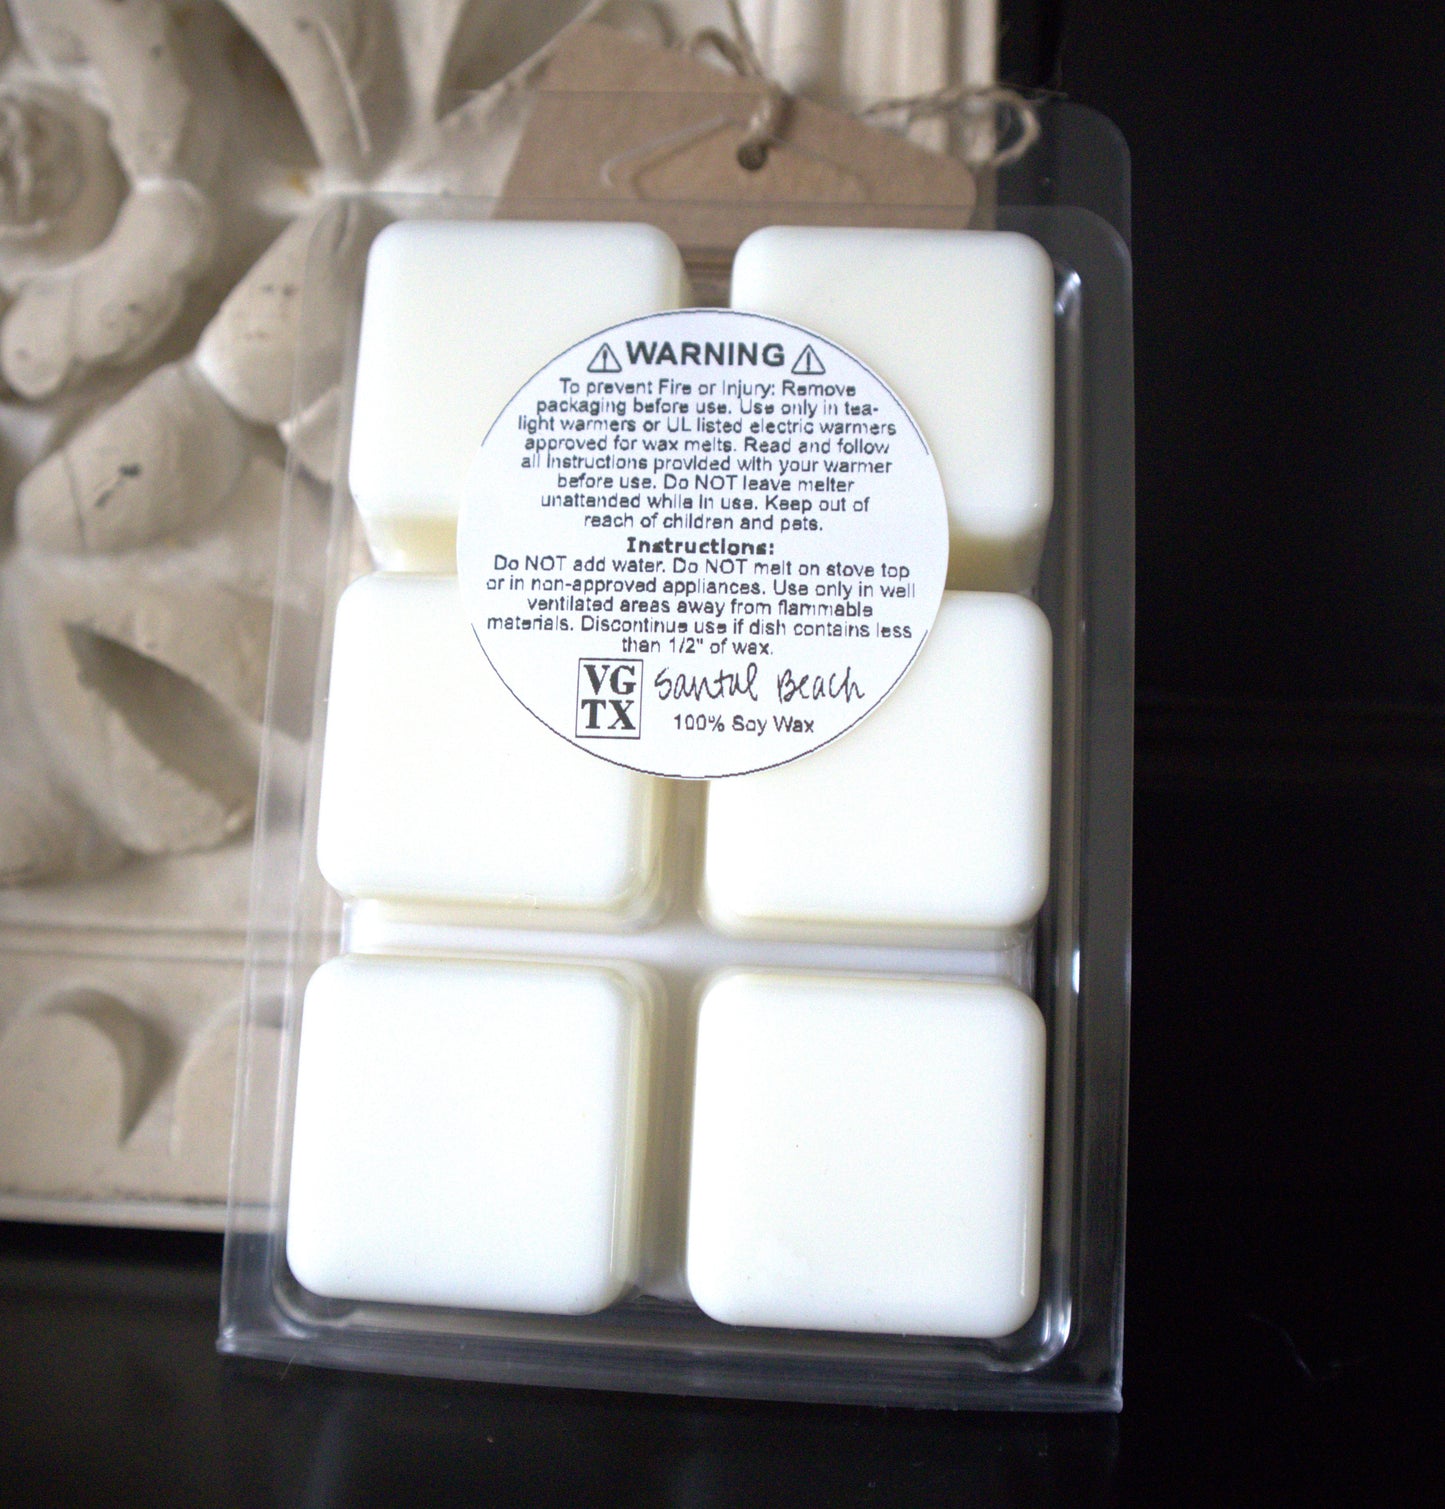 WARNING
To prevent Fire or Injury: Remove
packaging before use. Use only in tea-
light warmers or UL listed electric warmers
approved for wax melts. Read and follow
all instructions provided with your warmer
before use. Do NOT leave melter
unattended while in use. Keep out of
reach of children and pets.
Instructions:
Do NOT add water. Do NOT melt on stove top
or in non-approved appliances. Use only in well
ventilated areas away from flammable
materials. Discontinue use if dish contains less
than 1/2" of wax.
VG
TX
Santal Beach
100% Soy Wax